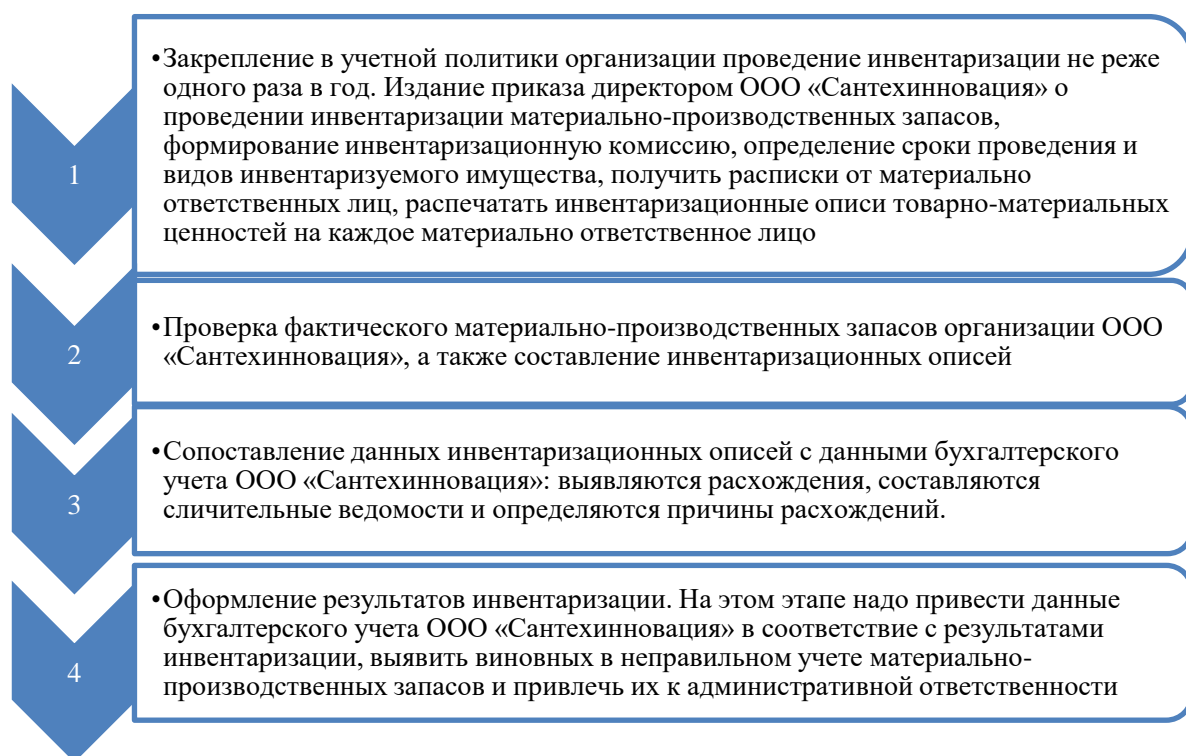 1
•Закрепление в учетной политики организации проведение инвентаризации не реже
одного раза в год. Издание приказа директором ООО «Сантехинновация» о
проведении инвентаризации материально-производственных запасов,
формирование инвентаризационную комиссию, определение сроки проведения и
видов инвентаризуемого имущества, получить расписки от материально
ответственных лиц, распечатать инвентаризационные описи товарно-материальных
ценностей на каждое материально ответственное лицо
2
•Проверка фактического материально-производственных запасов организации ООО
«Сантехинновация», а также составление инвентаризационных описей
3
•Сопоставление данных инвентаризационных описей с данными бухгалтерского
учета ООО «Сантехинновация»: выявляются расхождения, составляются
сличительные ведомости и определяются причины расхождений.
4
•Оформление результатов инвентаризации. На этом этапе надо привести данные
бухгалтерского учета ООО «Сантехинновация» в соответствие с результатами
инвентаризации, выявить виновных в неправильном учете материально-
производственных запасов и привлечь их к административной ответственности